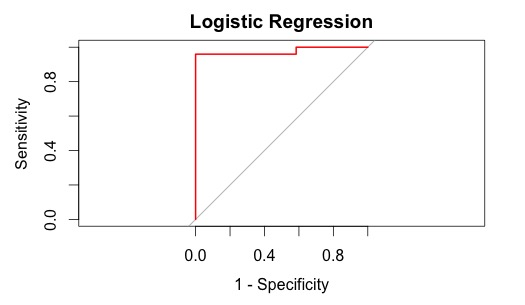 Logistic Regression
Sensitivity
0.8
0.4
0.0
0.0 0.4 0.8
1 - Specificity